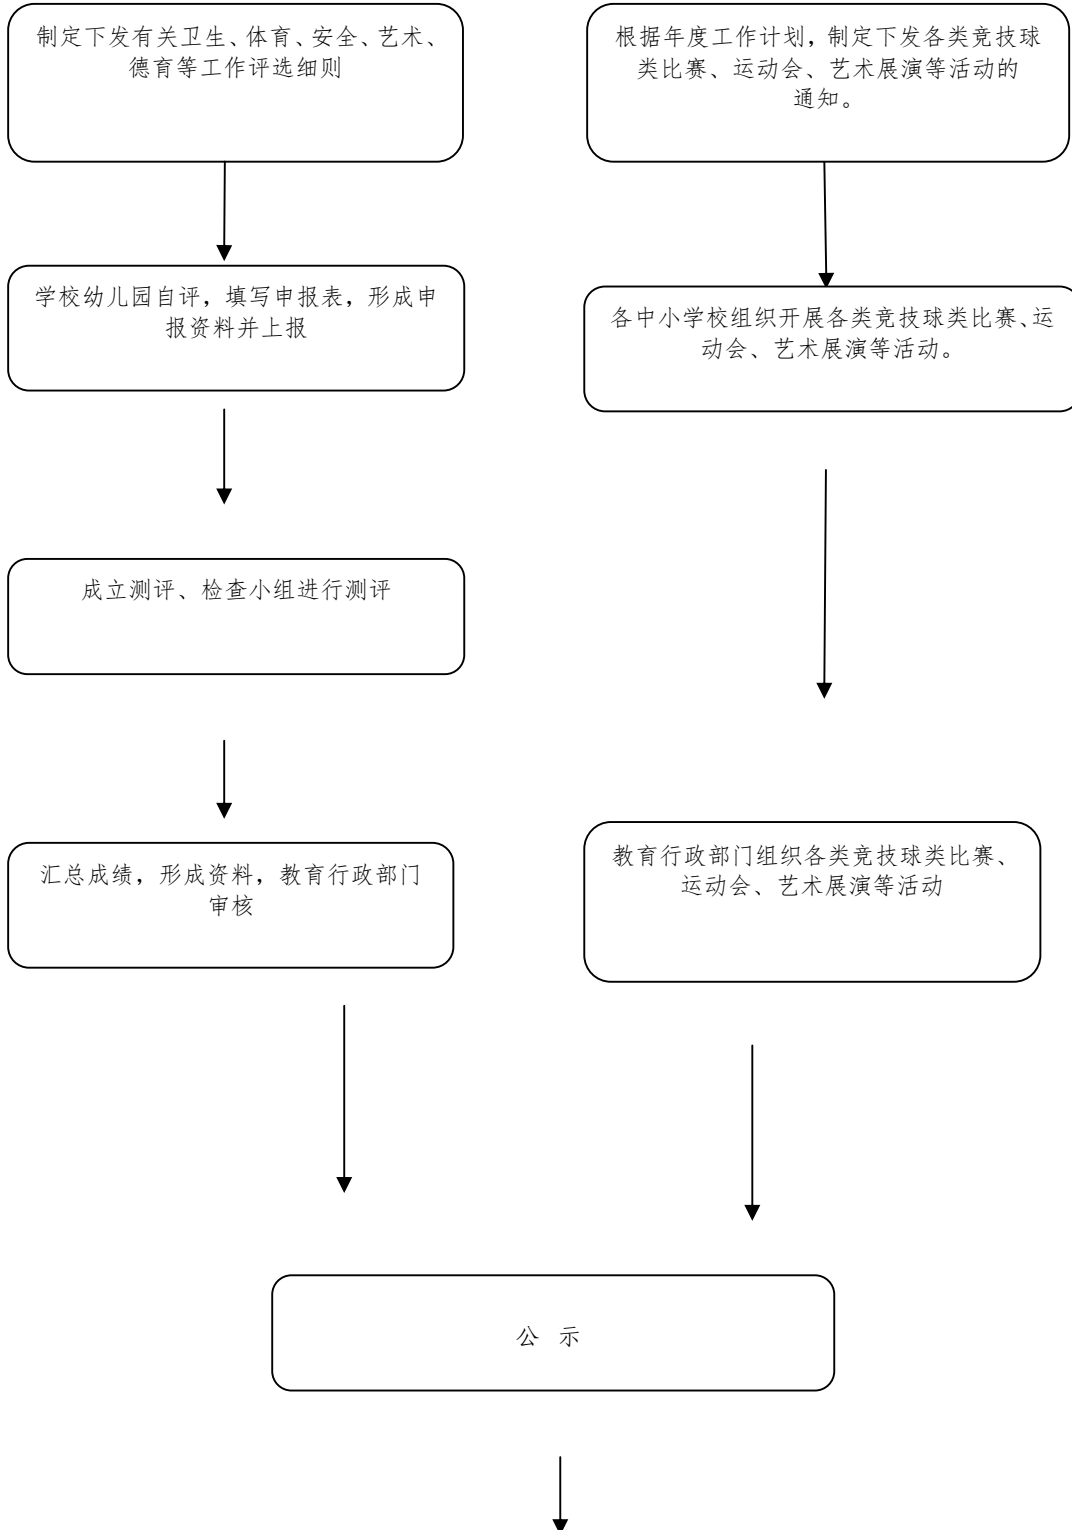 制定下发有关卫生、体育、安全、艺术、
德育等工作评选细则
根据年度工作计划，制定下发各类竞技球
类比赛、运动会、艺术展演等活动的
通知。
学校幼儿园自评，填写申报表，形成申
报资料并上报
各中小学校组织开展各类竞技球类比赛、运
动会、艺术展演等活动。
成立测评、检查小组进行测评
汇总成绩，形成资料，教育行政部门
审核
教育行政部门组织各类竞技球类比赛、
运动会、艺术展演等活动
公 示